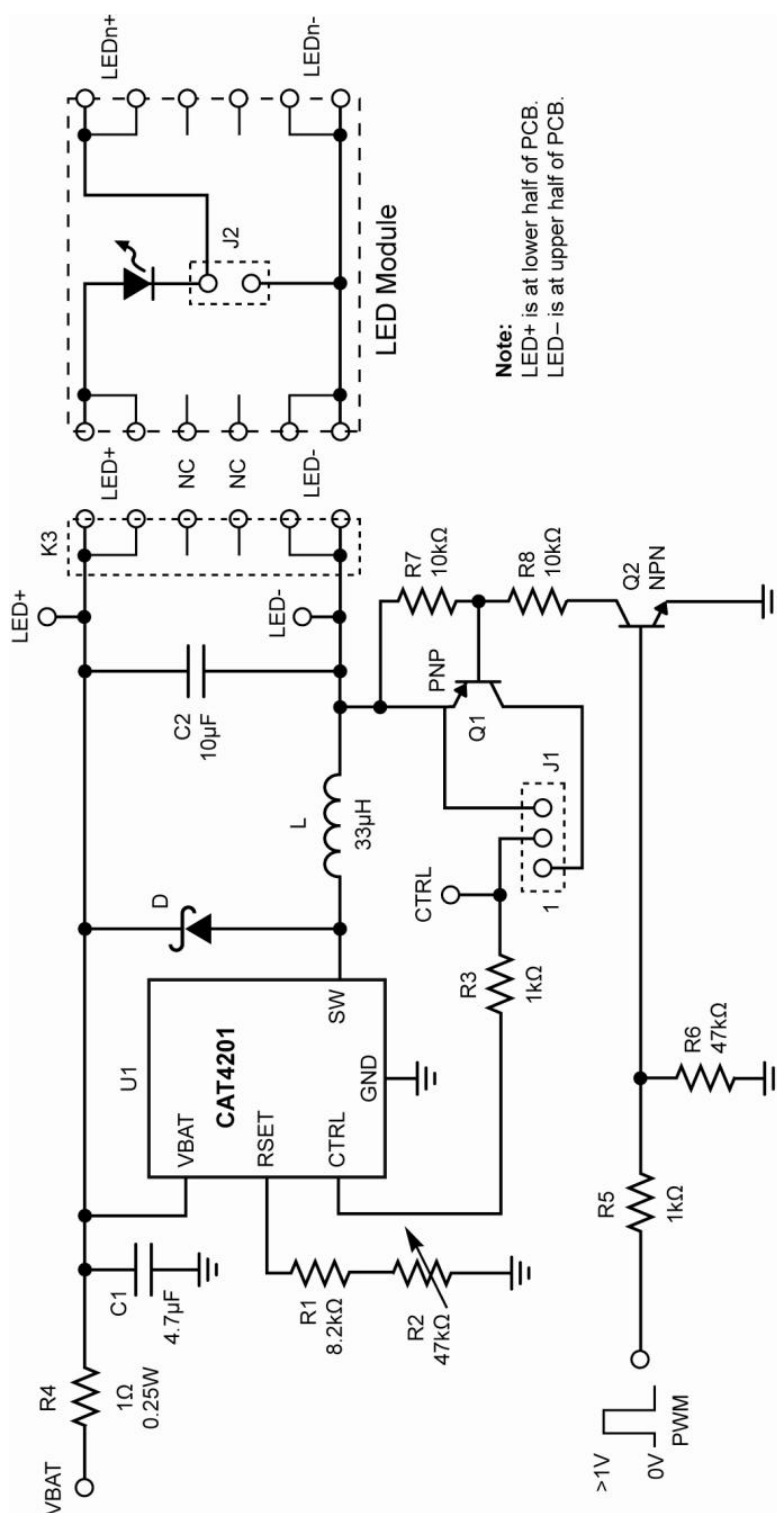 VBAT
R4
1Ω
0.25W
C1
4.7µF
U1
CAT4201
VBAT
RSET
CTRL
GND
SW
R1
8.2kΩ
R2
47kΩ
D
L
33µH
C2
10µF
LED+
LED-
K3
LED+
NC
NC
LED-
J2
LEDn+
LEDn-
LED Module
R3
1kΩ
CTRL
J1
1
PNP
Q1
R7
10kΩ
R8
10kΩ
Q2
NPN
>1V
0V
PWM
R5
1kΩ
R6
47kΩ
Note:
LED+ is at lower half of PCB.
LED– is at upper half of PCB.